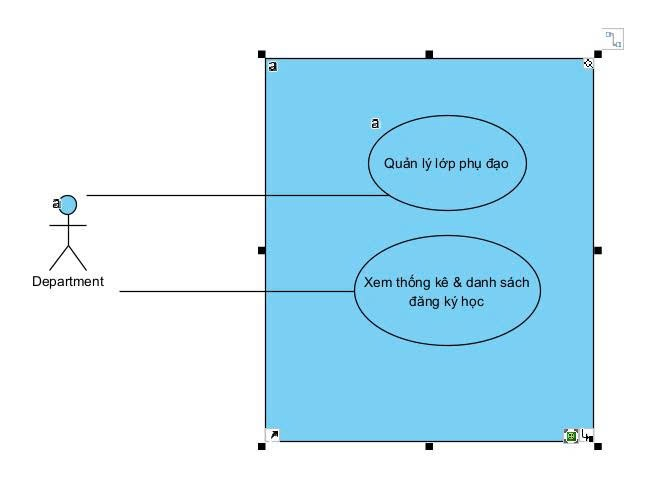 a
a
Quản lý lớp phụ đạo
a
Department
Xem thống kê & danh sách
đăng ký học